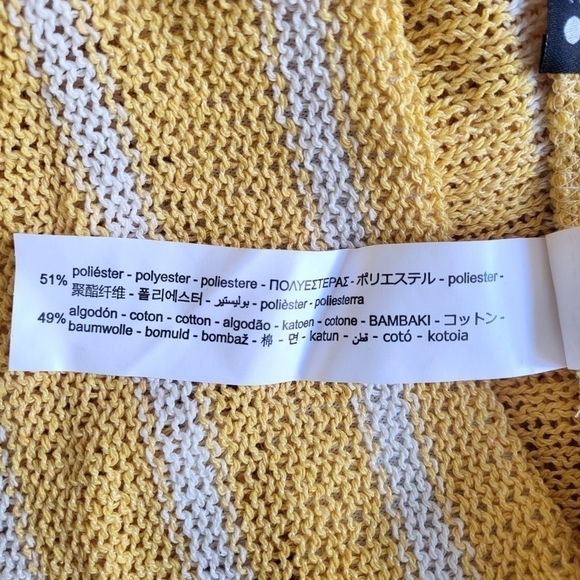 51% poliéster - polyester - poliestere - ΠΟΛΥΕΣΤΕΡΑΣ - ポリエステル - poliester -
聚酯纤维 - 폴리에스터 - بوليستير - polièster - poliesterra
49% algodón - coton - cotton - algodão - katoen - cotone - BAMBAKI - コットン -
baumwolle - bomuld - bombaž - 棉 - 면 - katun - قطن - cotó - kotoia